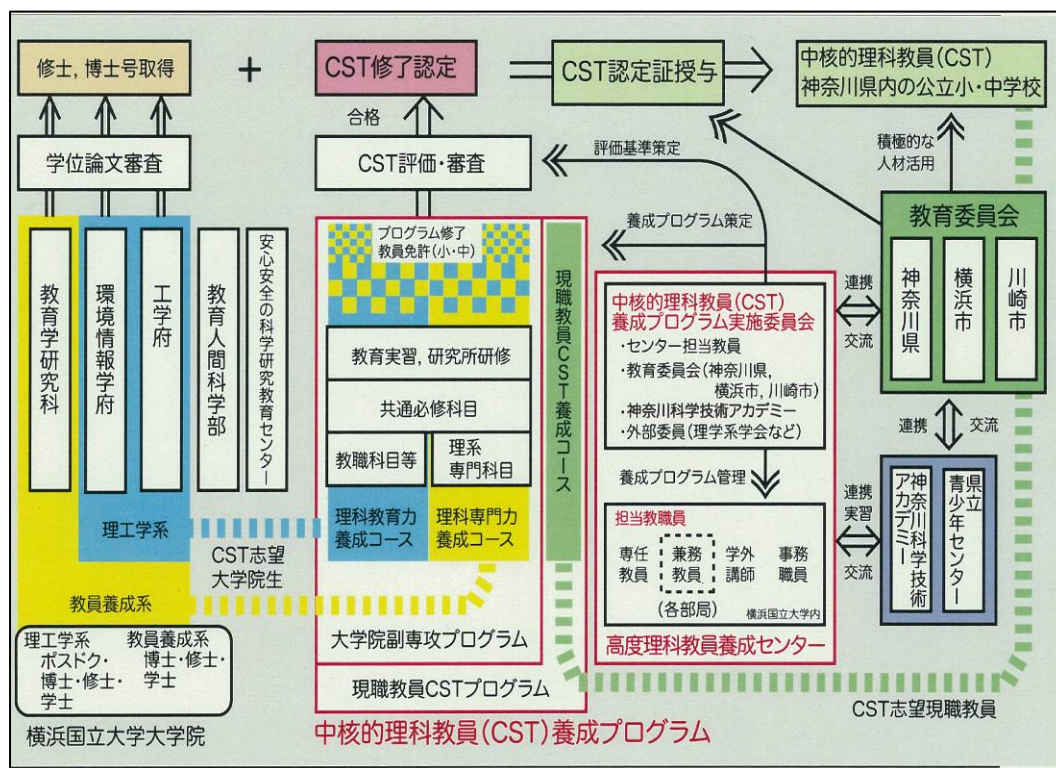 修士, 博士号取得
+
CST修了認定
CST認定証授与
中核的理科教員(CST)
神奈川県内の公立小・中学校
合格
学位論文審査
CST評価・審査
評価基準策定
積極的な
人材活用
教育学研究科
環境情報学府
工学府
教育人間科学部
安心安全の科学研究教育センター
理工学系
教員養成系
CST志望
大学院生
理工学系
ポスドク・
博士・修士・
学士
教員養成系
博士・修士・
学士
横浜国立大学大学院
プログラム修了
教員免許(小・中)
教育実習, 研究所研修
共通必修科目
教職科目等
理系
専門科目
理科教育力
養成コース
理科専門力
養成コース
現職教員CST養成コース
大学院副専攻プログラム
現職教員CSTプログラム
中核的理科教員(CST)養成プログラム
養成プログラム策定
中核的理科教員(CST)
養成プログラム実施委員会
・センター担当教員
・教育委員会(神奈川県,
横浜市, 川崎市)
・神奈川科学技術アカデミー
・外部委員(理学系学会など)
養成プログラム管理
担当教職員
専任
教員
兼務
教員
学外
講師
事務
職員
(各部局)
横浜国立大学内
高度理科教員養成センター
連携
交流
教育委員会
神奈川県
横浜市
川崎市
連携
交流
連携
実習
交流
神奈川科学技術
アカデミー
県立
青少年センター
CST志望現職教員